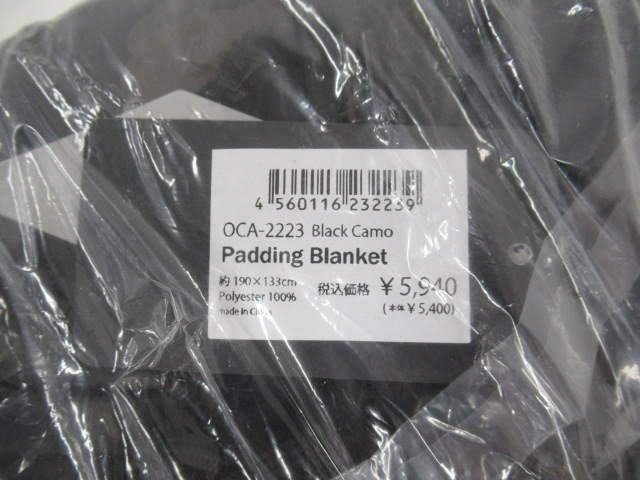 4 560116 232239
OCA-2223 Black Camo
Padding Blanket
約 190×133cm
Polyester 100%
税込価格 ¥5,940
made in China
(本体 ¥5,400)